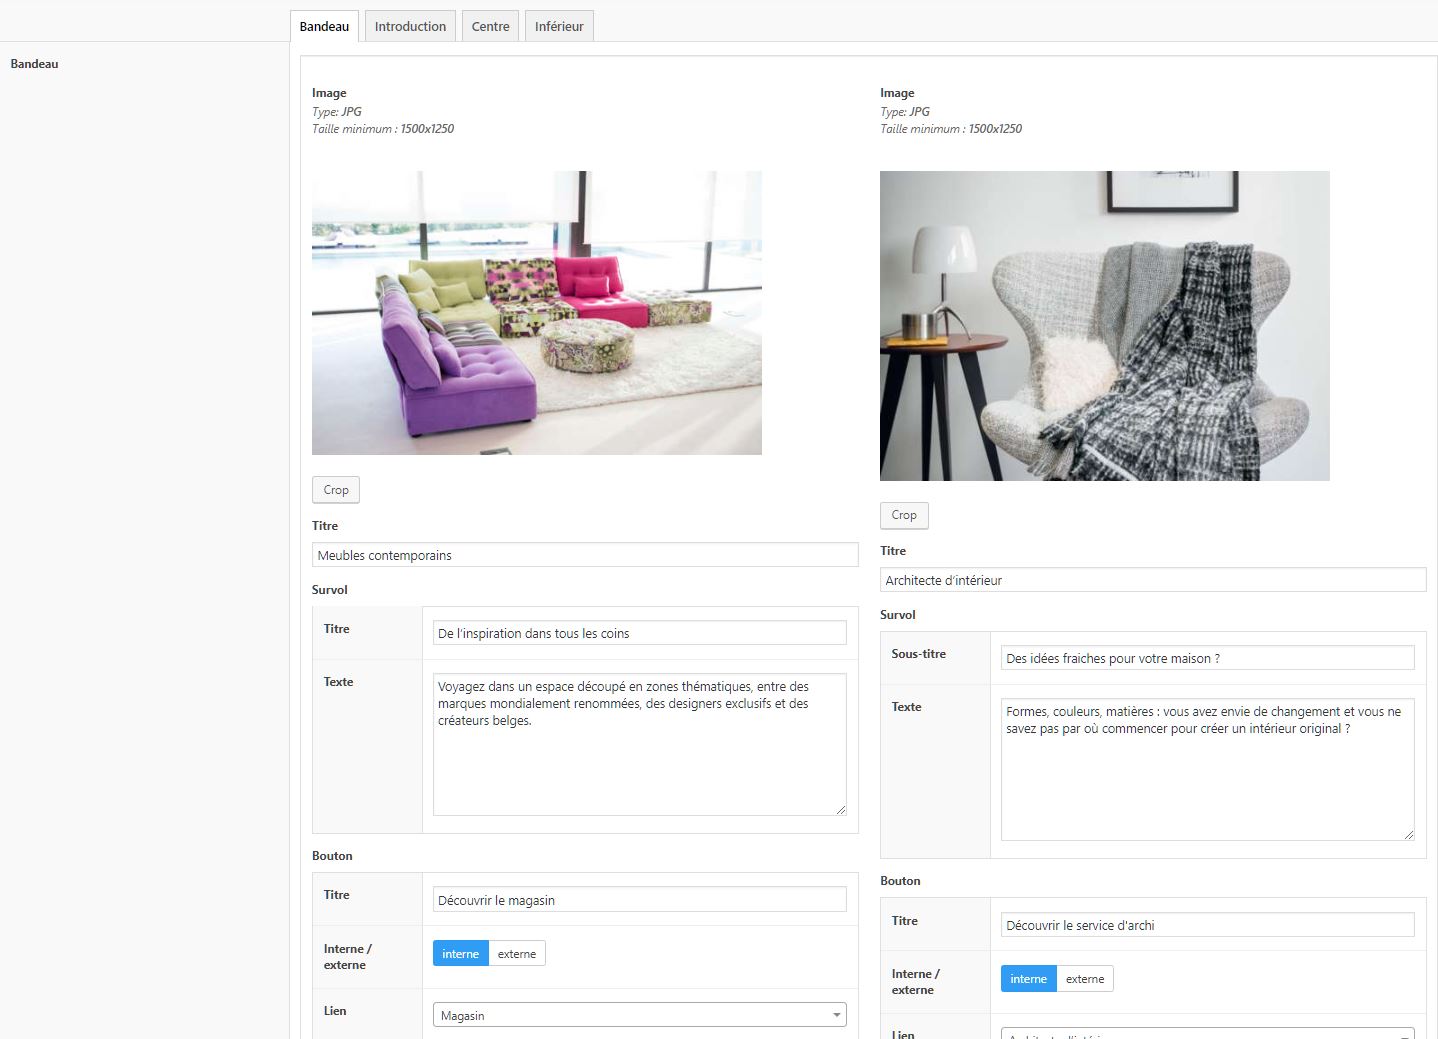 Bandeau
Introduction
Centre
Inférieur
Bandeau
Image
Type: JPG
Taille minimum : 1500x1250
Crop
Titre
Meubles contemporains
Survol
Titre
De l'inspiration dans tous les coins
Texte
Voyagez dans un espace découpé en zones thématiques, entre des
marques mondialement renommées, des designers exclusifs et des
créateurs belges.
Bouton
Titre
Découvrir le magasin
Interne /
externe
interne
externe
Lien
Magasin
Image
Type: JPG
Taille minimum : 1500x1250
Crop
Titre
Architecte d'intérieur
Survol
Sous-titre
Des idées fraiches pour votre maison ?
Texte
Formes, couleurs, matières : vous avez envie de changement et vous ne
savez pas par où commencer pour créer un intérieur original ?
Bouton
Titre
Découvrir le service d'archi
Interne /
externe
interne
externe
Lien